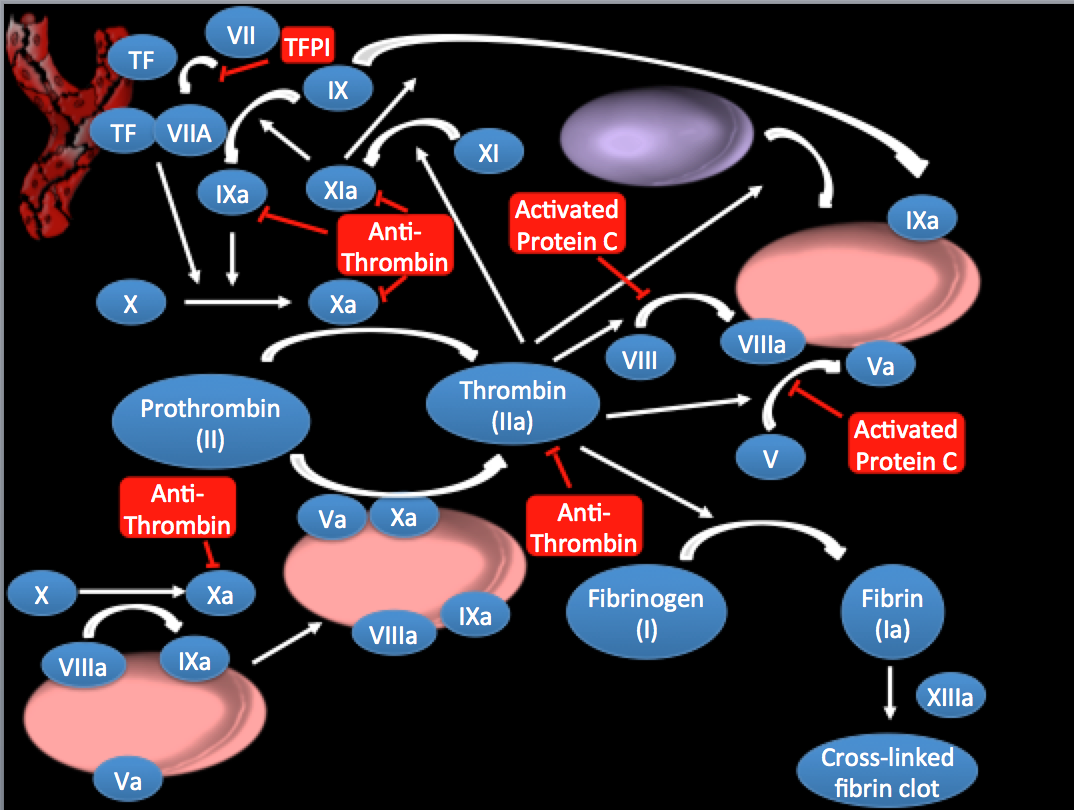 VII
TFPI
TF
IX
TF
VIIA
XI
IXa
XIa
Activated
Protein C
IXa
Anti-
Thrombin
X
Xa
VIII
VIIIa
Va
Thrombin
(IIa)
Prothrombin
(II)
V
Activated
Protein C
Anti-
Thrombin
Va
Xa
Anti-
Thrombin
X
Xa
Fibrinogen
(I)
Fibrin
(Ia)
VIIIa
IXa
VIIIa
IXa
XIIIa
Va
Cross-linked
fibrin clot